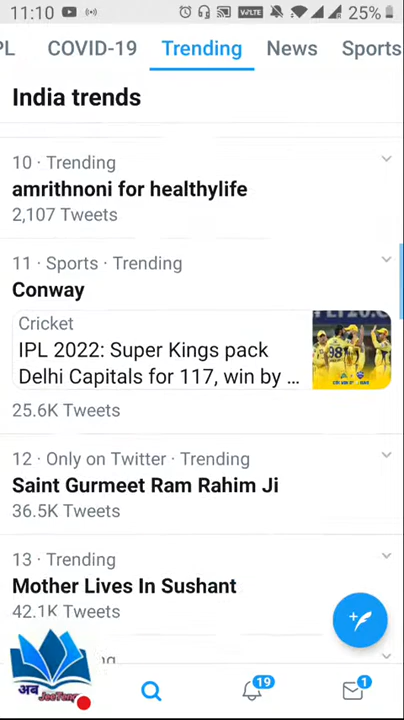 11:10
VoLTE
25%
PL COVID-19 Trending News Sports
India trends
10 · Trending
amrithnoni for healthylife
2,107 Tweets
11 · Sports · Trending
Conway
Cricket
IPL 2022: Super Kings pack
Delhi Capitals for 117, win by ...
25.6K Tweets
12 · Only on Twitter · Trending
Saint Gurmeet Ram Rahim Ji
36.5K Tweets
13 · Trending
Mother Lives In Sushant
42.1K Tweets
अब
19
1